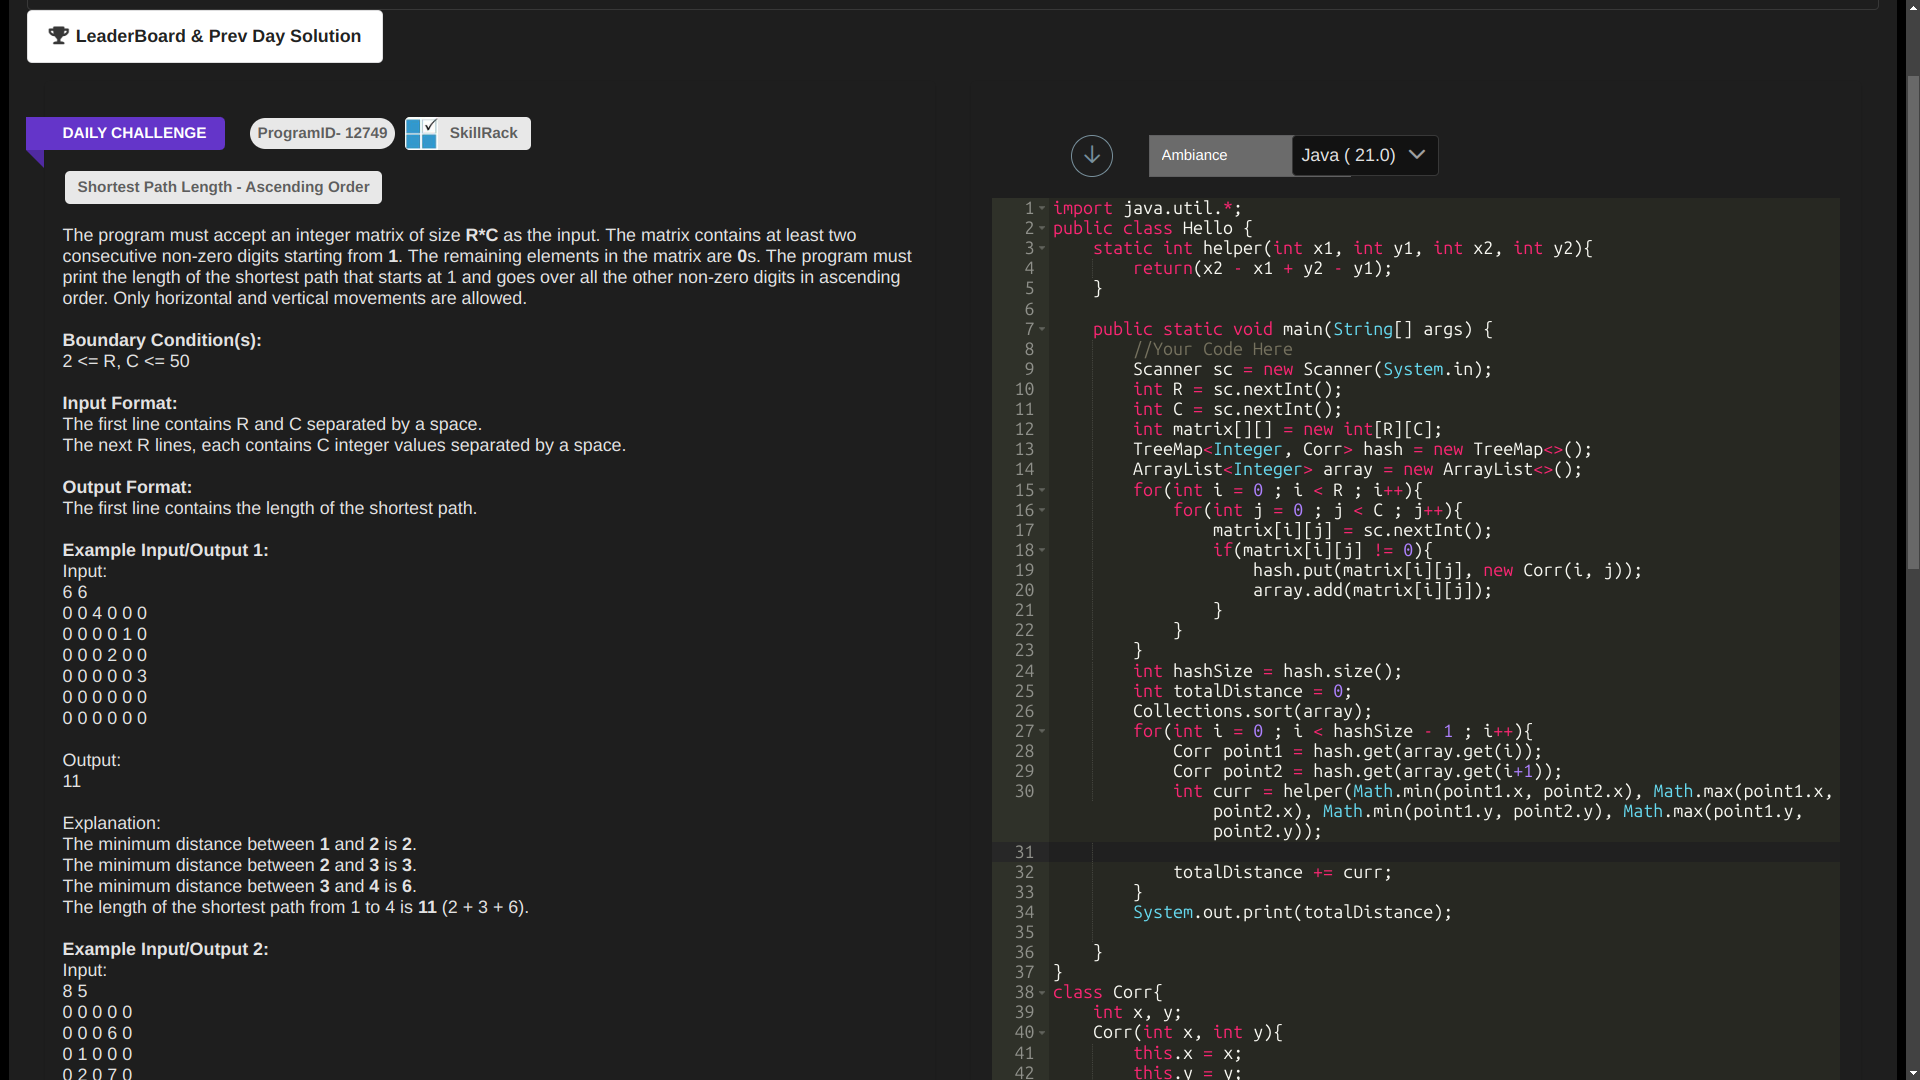 LeaderBoard & Prev Day Solution
DAILY CHALLENGE
ProgramID- 12749
SkillRack
Shortest Path Length - Ascending Order
The program must accept an integer matrix of size R*C as the input. The matrix contains at least two
consecutive non-zero digits starting from 1. The remaining elements in the matrix are 0s. The program must
print the length of the shortest path that starts at 1 and goes over all the other non-zero digits in ascending
order. Only horizontal and vertical movements are allowed.
Boundary Condition(s):
2 <= R, C <= 50
Input Format:
The first line contains R and C separated by a space.
The next R lines, each contains C integer values separated by a space.
Output Format:
The first line contains the length of the shortest path.
Example Input/Output 1:
Input:
6 6
0 0 4 0 0 0
0 0 0 0 1 0
0 0 0 2 0 0
0 0 0 0 0 3
0 0 0 0 0 0
0 0 0 0 0 0
Output:
11
Explanation:
The minimum distance between 1 and 2 is 2.
The minimum distance between 2 and 3 is 3.
The minimum distance between 3 and 4 is 6.
The length of the shortest path from 1 to 4 is 11 (2 + 3 + 6).
Example Input/Output 2:
Input:
8 5
0 0 0 0 0
0 0 0 6 0
0 1 0 0 0
0 2 0 7 0
Ambiance
Java ( 21.0)
1 import java.util.*;
2 public class Hello {
3 static int helper(int x1, int y1, int x2, int y2){
4 return(x2 - x1 + y2 - y1);
5 }
6
7 public static void main(String[] args) {
8 //Your Code Here
9 Scanner sc = new Scanner(System.in);
10 int R = sc.nextInt();
11 int C = sc.nextInt();
12 int matrix[][] = new int[R][C];
13 TreeMap<Integer, Corr> hash = new TreeMap<>();
14 ArrayList<Integer> array = new ArrayList<>();
15 for(int i = 0 ; i < R ; i++){
16 for(int j = 0 ; j < C ; j++){
17 matrix[i][j] = sc.nextInt();
18 if(matrix[i][j] != 0){
19 hash.put(matrix[i][j], new Corr(i, j));
20 array.add(matrix[i][j]);
21 }
22 }
23 }
24 int hashSize = hash.size();
25 int totalDistance = 0;
26 Collections.sort(array);
27 for(int i = 0 ; i < hashSize - 1 ; i++){
28 Corr point1 = hash.get(array.get(i));
29 Corr point2 = hash.get(array.get(i+1));
30 int curr = helper(Math.min(point1.x, point2.x), Math.max(point1.x,
point2.x), Math.min(point1.y, point2.y), Math.max(point1.y,
point2.y));
31
32 totalDistance += curr;
33 }
34 System.out.print(totalDistance);
35
36 }
37 }
38 class Corr{
39 int x, y;
40 Corr(int x, int y){
41 this.x = x;
42 this.y = y;